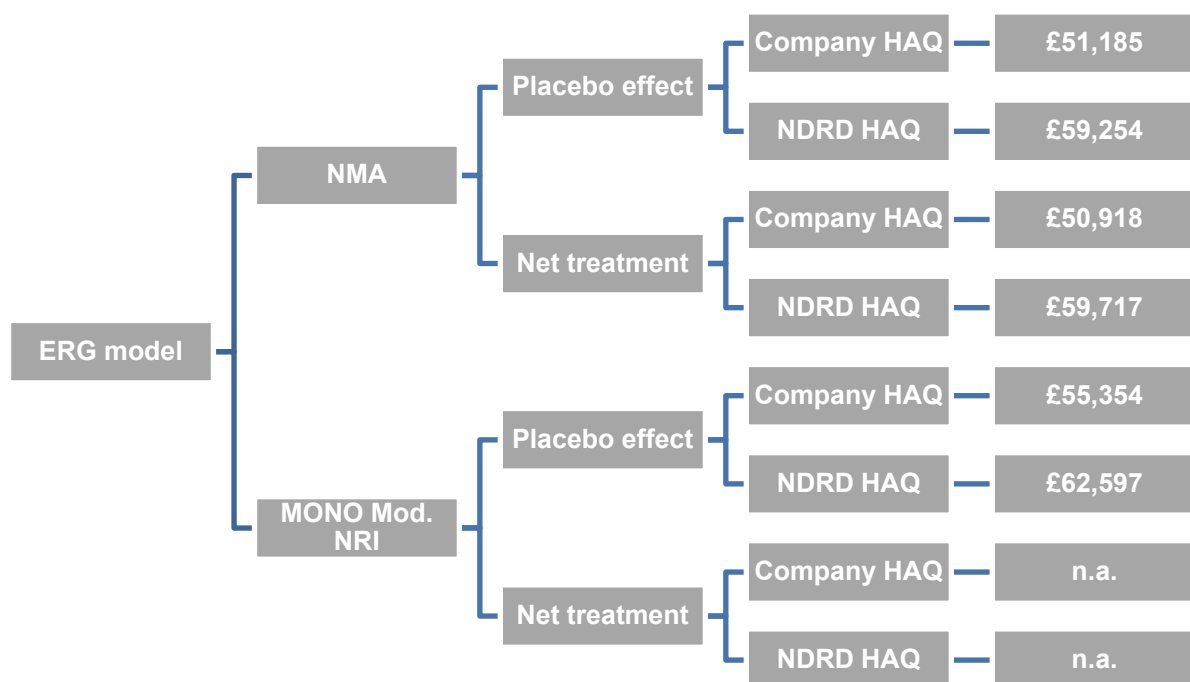 Company HAQ
£51,185
Placebo effect
NDRD HAQ
£59,254
NMA
Company HAQ
£50,918
Net treatment
NDRD HAQ
£59,717
ERG model
Company HAQ
£55,354
Placebo effect
NDRD HAQ
£62,597
MONO Mod.
NRI
Company HAQ
n.a.
Net treatment
NDRD HAQ
n.a.